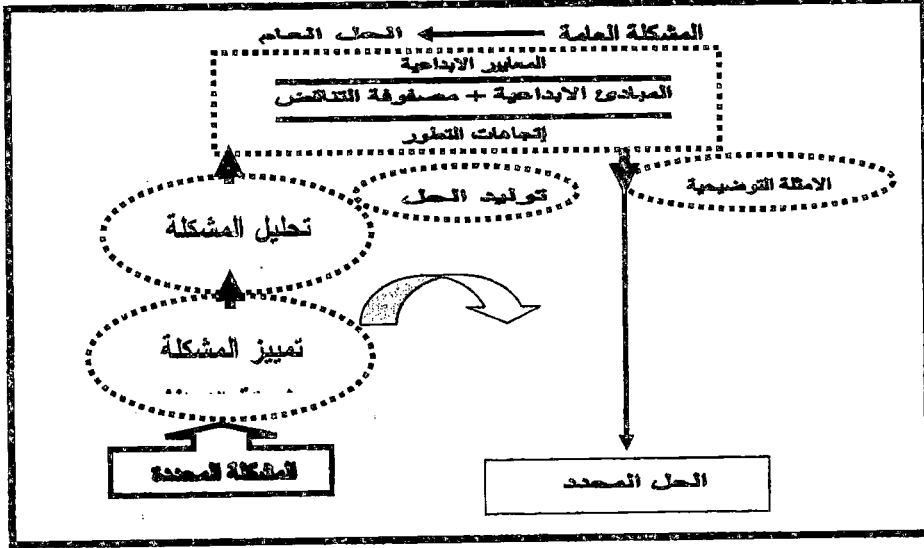 المشكلة العامة الحل العام
المعايير الابداعية
المبادئ الابداعية + مصفوفة التناقض
إتجاهات التطور
الامثلة التوضيحية
توليد الحل
تحليل المشكلة
تمييز المشكلة
المشكلة المحددة
الحل المحدد